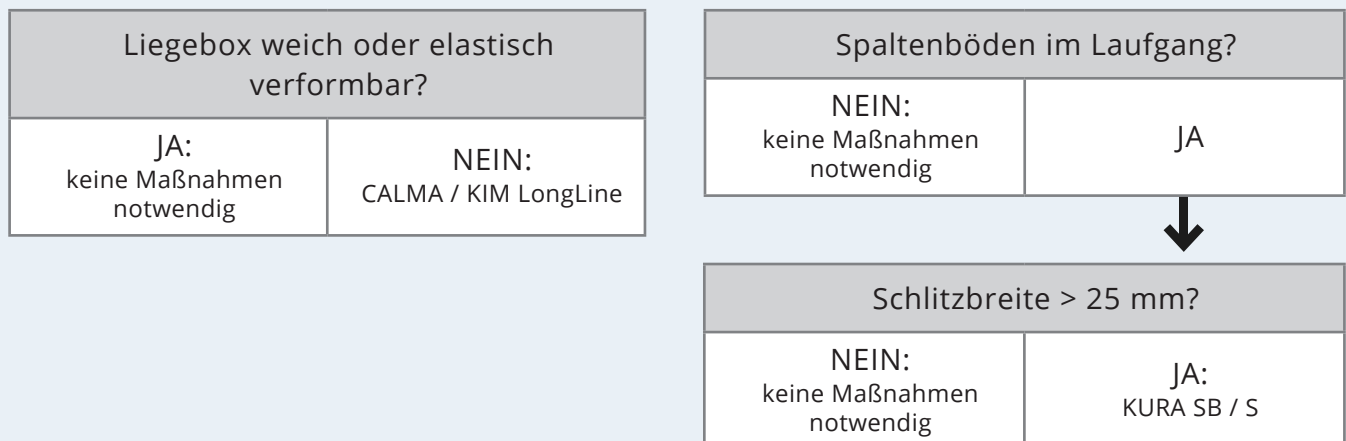 Liegebox weich oder elastisch
verformbar?
JA:
keine Maßnahmen
notwendig
NEIN:
CALMA / KIM LongLine
Spaltenböden im Laufgang?
NEIN:
keine Maßnahmen
notwendig
JA
Schlitzbreite > 25 mm?
NEIN:
keine Maßnahmen
notwendig
JA:
KURA SB / S